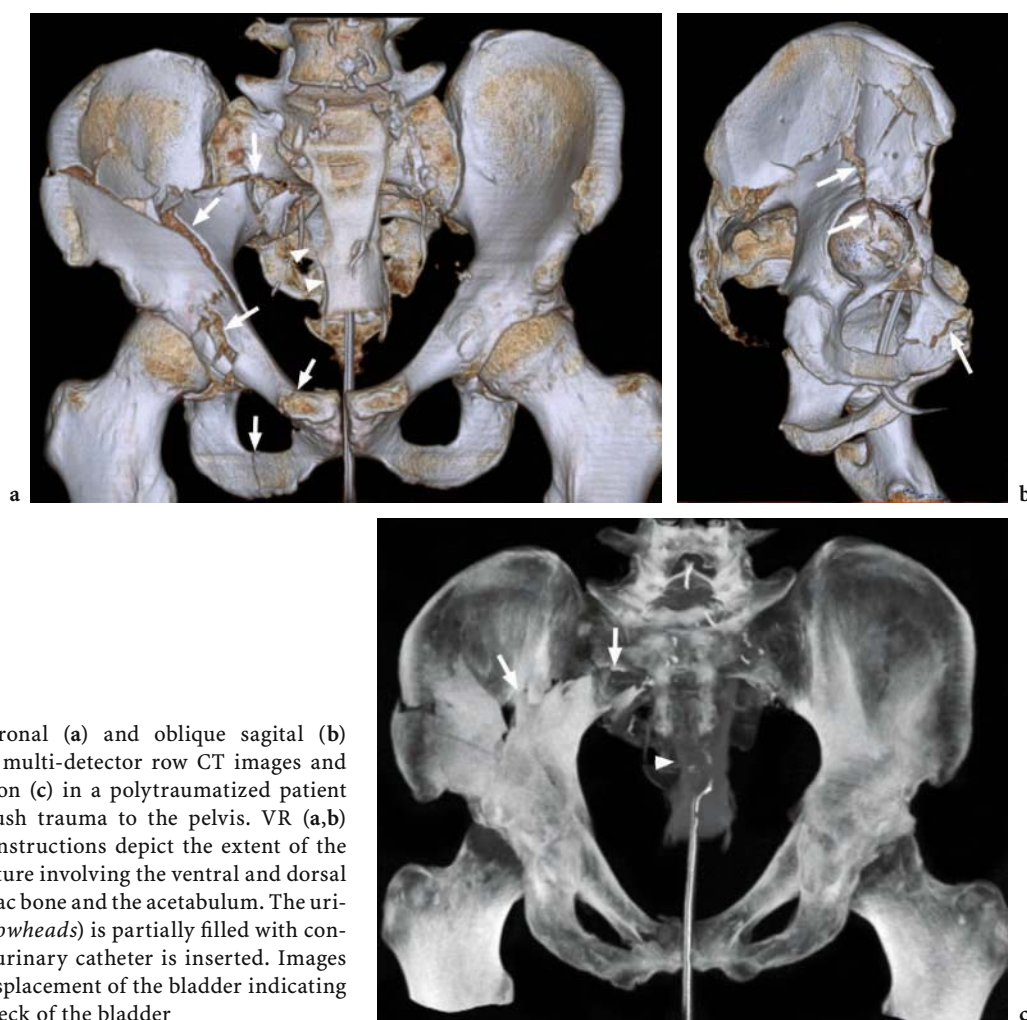 a
b
ronal (a) and oblique sagital (b)
multi-detector row CT images and
on (c) in a polytraumatized patient
ush trauma to the pelvis. VR (a,b)
nstructions depict the extent of the
ture involving the ventral and dorsal
ac bone and the acetabulum. The uri-
owheads) is partially filled with con-
urinary catheter is inserted. Images
splacement of the bladder indicating
eck of the bladder
c